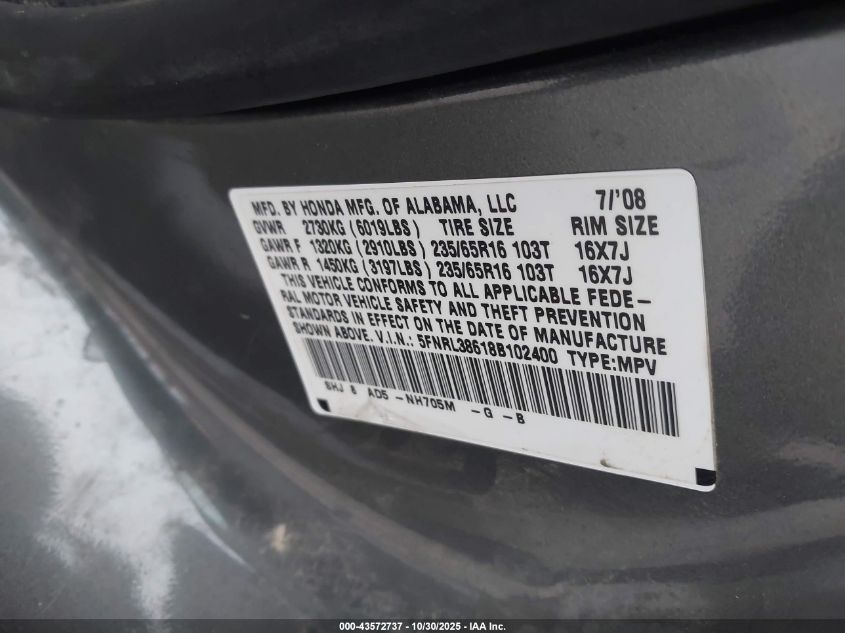 MFD. BY HONDA MFG. OF ALABAMA, LLC 7/'08
GVWR 2730KG (6019LBS) TIRE SIZE RIM SIZE
GAWR F 1320KG (2910LBS) 235/65R16 103T 16X7J
GAWR R 1450KG (3197LBS) 235/65R16 103T 16X7J
THIS VEHICLE CONFORMS TO ALL APPLICABLE FEDE-
RAL MOTOR VEHICLE SAFETY AND THEFT PREVENTION
STANDARDS IN EFFECT ON THE DATE OF MANUFACTURE
SHOWN ABOVE. V.I.N.: 5FNRL38618B102400 TYPE:MPV
SHJ 8 AD5 -NH705M -G -B
000-43572737 - 10/30/2025 - IAA Inc.